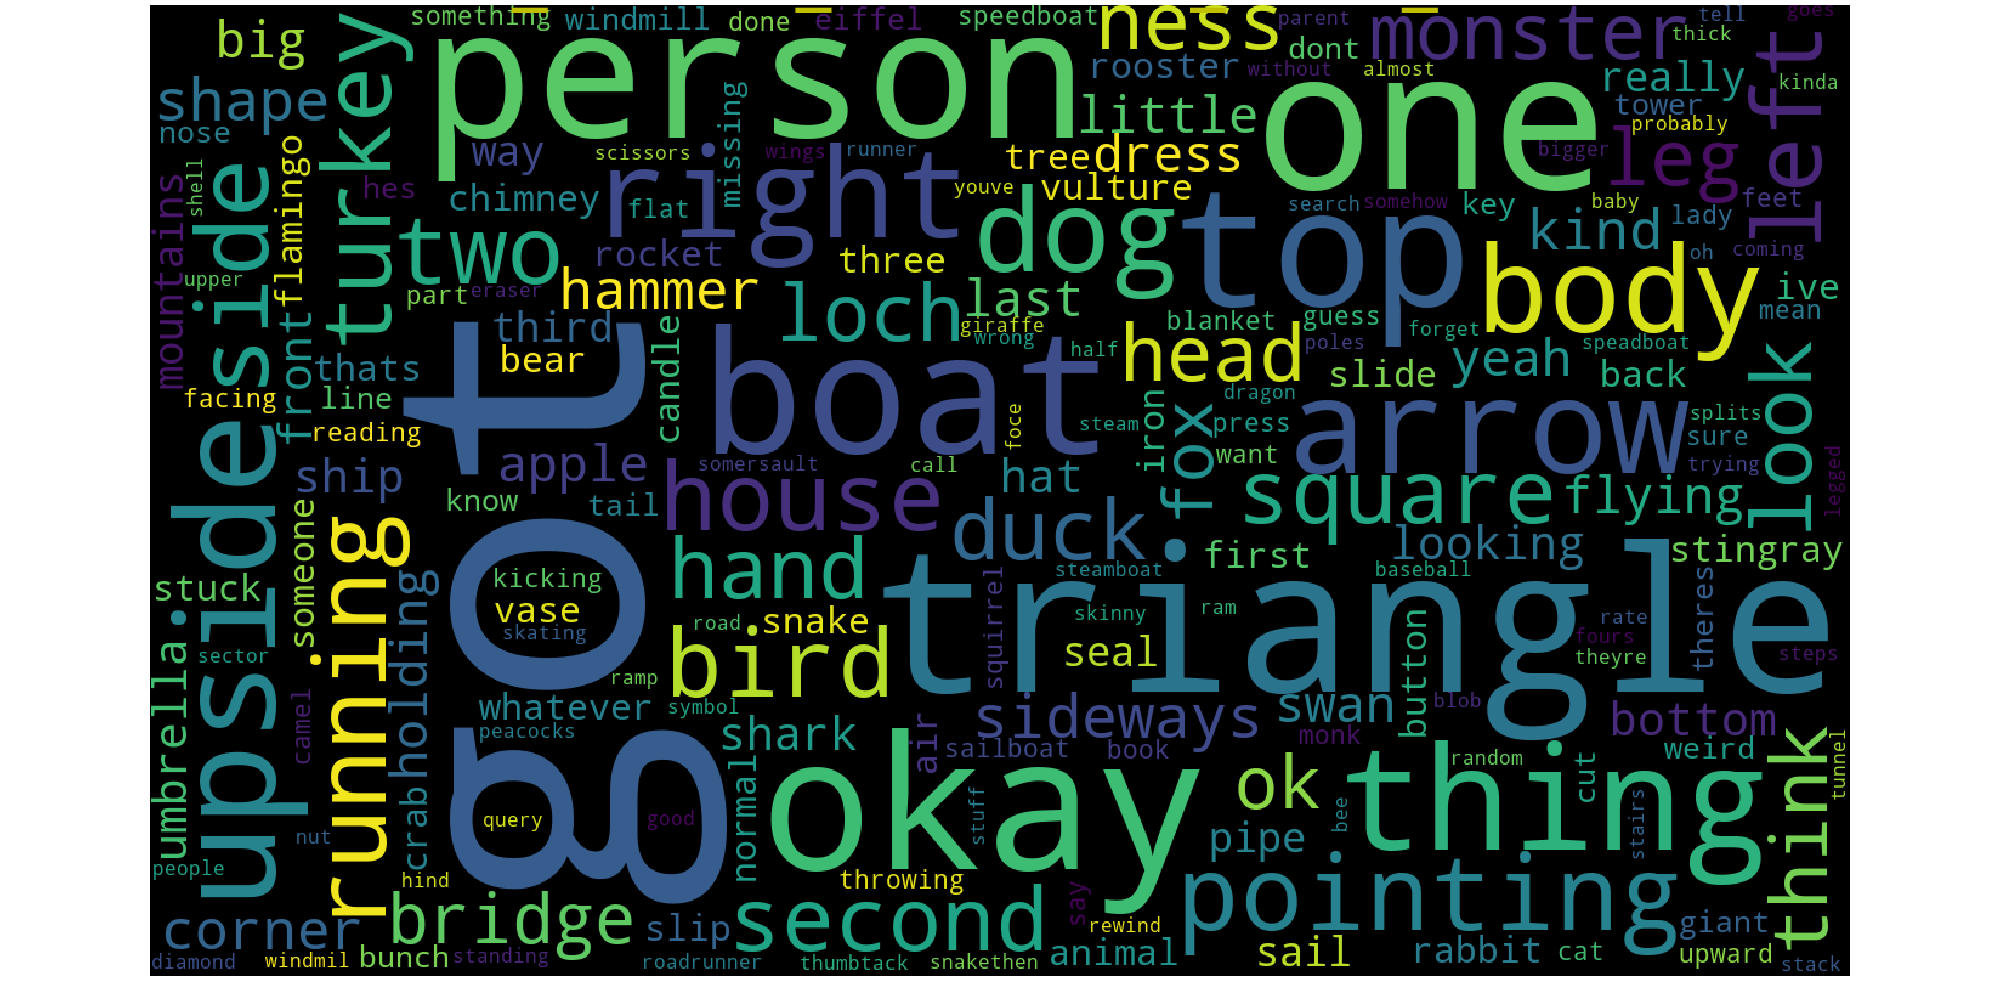 something
windmill
done
eiffel
speedboat
ness
parent
monster
tell
goes
big
person
dont
thick
left
turkey
rooster
without
almost
one
really
kinda
shape
nose
missing
little
tower
probably
way
scissors
right
wings
runner
tree
dress
bigger
leg
shell
flamingo
hes
chimney
flat
youve
vulture
dog
top
search
somehow
key
baby
kind
lady
feet
mountains
upside
two
rocket
three
oh
coming
upper
part
eraser
hammer
loch
last
body
ive
front
third
giraffe
wrong
blanket
guess
forget
poles
mean
thats
bear
got
candle
boat
half
head
yeah
speadboat
look
facing
line
slide
back
dragon
reading
foce
steam
iron
fox
press
arrow
splits
sure
ship
apple
house
somersault
call
hat
want
trying
legged
know
tail
duck
square
flying
stuck
someone
running
holding
kicking
hand
first
looking
stingray
vase
skating
squirrel
steamboat
triangle
baseball
road
snake
skinny
ram
button
rate
fours
theyre
theres
steps
umbrella
sector
ramp
bird
seal
camel
whatever
symbol
peacocks
shark
air
sideways
sailboat
book
swan
monk
blob
bottom
crab
normal
okay
stuff
ok
thing
random
cut
weird
think
tunnel
nut
query
good
pipe
bee
stairs
people
hind
throwing
pointing
corner
bridge
slip
second
say
rewind
giant
diamond
windmil
bunch
standing
roadrunner
thumbtack
snakethen
animal
sail
rabbit
cat
upward
stack